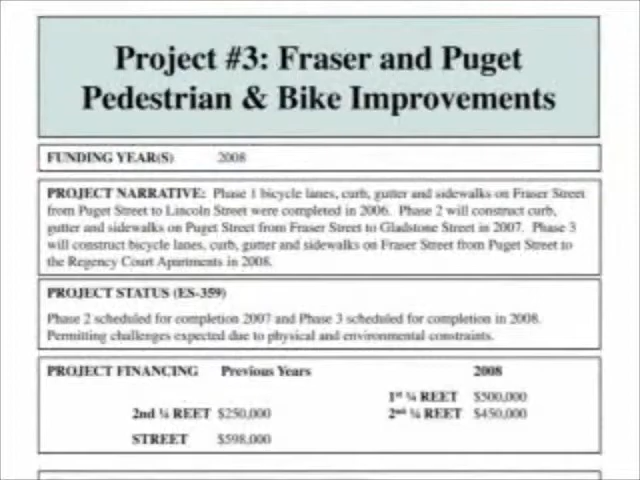 Project #3: Fraser and Puget
Pedestrian & Bike Improvements
FUNDING YEAR(S) 2008
PROJECT NARRATIVE: Phase 1 bicycle lanes, curb, gutter and sidewalks on Fraser Street
from Puget Street to Lincoln Street were completed in 2006. Phase 2 will construct curb,
gutter and sidewalks on Puget Street from Fraser Street to Gladstone Street in 2007. Phase 3
will construct bicycle lanes, curb, gutter and sidewalks on Fraser Street from Puget Street to
the Regency Court Apartments in 2008.
PROJECT STATUS (ES-359)
Phase 2 scheduled for completion 2007 and Phase 3 scheduled for completion in 2008.
Permitting challenges expected due to physical and environmental constraints.
PROJECT FINANCING Previous Years 2008
1st ¼ REET $500,000
2nd ¼ REET $250,000 2nd ¼ REET $450,000
STREET $598,000